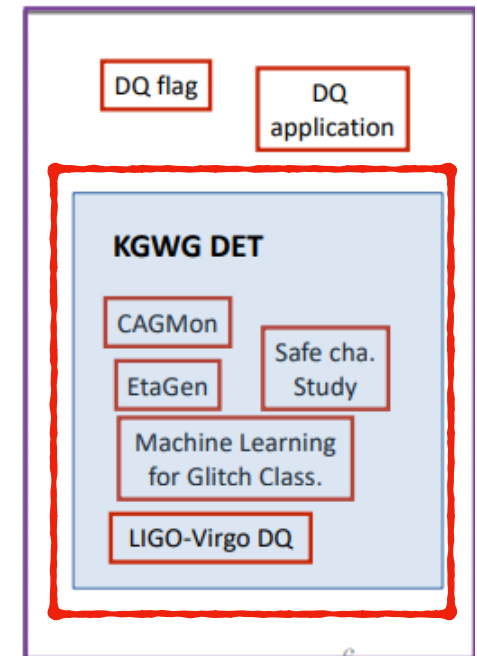 DQ flag
DQ
application
KGWG DET
CAGMon
Safe cha.
Study
EtaGen
Machine Learning
for Glitch Class.
LIGO-Virgo DQ